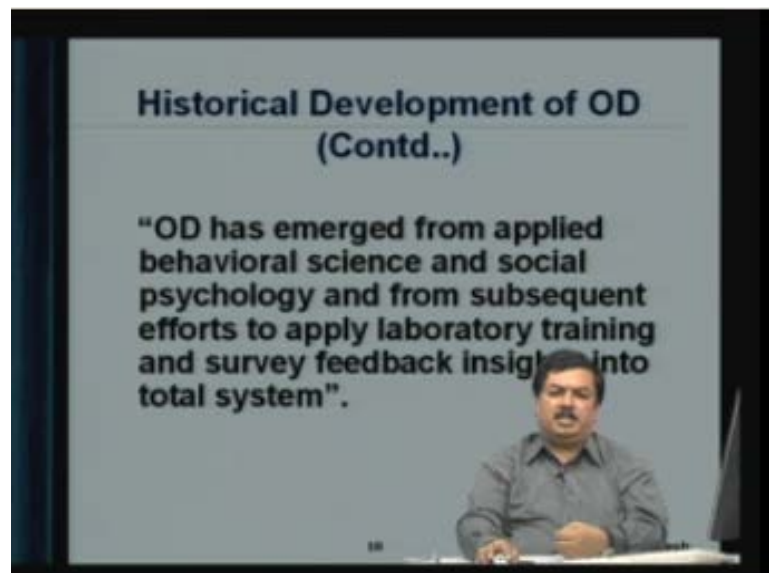 Historical Development of OD
(Contd..)
“OD has emerged from applied
behavioral science and social
psychology and from subsequent
efforts to apply laboratory training
and survey feedback into
total system”.